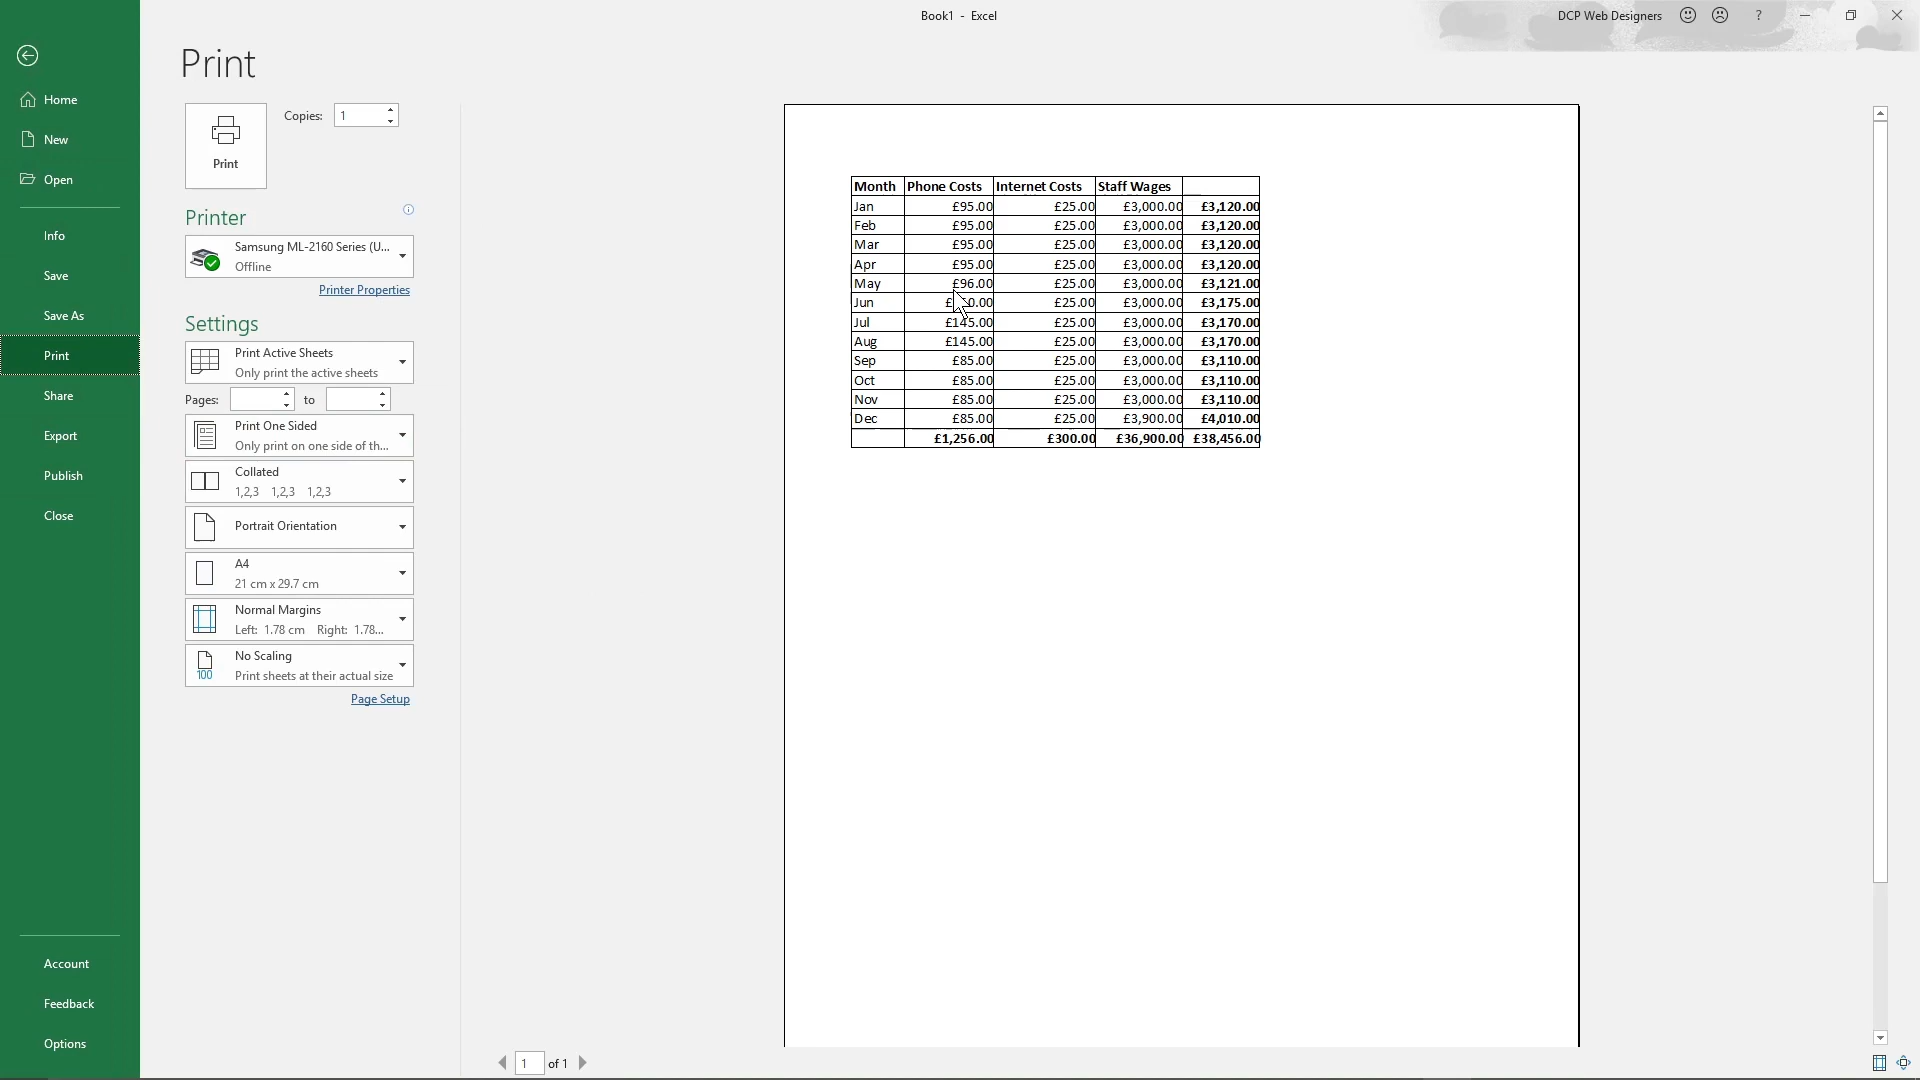 Book1 - Excel
DCP Web Designers
?
Print
Home
New
Open
Info
Save
Save As
Print
Share
Export
Publish
Close
Account
Feedback
Options
Print
Copies: 1
Printer
Samsung ML-2160 Series (U...
Offline
Printer Properties
Settings
Print Active Sheets
Only print the active sheets
Pages: to
Print One Sided
Only print on one side of th...
Collated
1,2,3 1,2,3 1,2,3
Portrait Orientation
A4
21 cm x 29.7 cm
Normal Margins
Left: 1.78 cm Right: 1.78...
No Scaling
100
Print sheets at their actual size
Page Setup
Month Phone Costs Internet Costs Staff Wages
Jan £95.00 £25.00 £3,000.00 £3,120.00
Feb £95.00 £25.00 £3,000.00 £3,120.00
Mar £95.00 £25.00 £3,000.00 £3,120.00
Apr £95.00 £25.00 £3,000.00 £3,120.00
May £96.00 £25.00 £3,000.00 £3,121.00
Jun £25.00 £3,000.00 £3,175.00
Jul £145.00 £25.00 £3,000.00 £3,170.00
Aug £145.00 £25.00 £3,000.00 £3,170.00
Sep £85.00 £25.00 £3,000.00 £3,110.00
Oct £85.00 £25.00 £3,000.00 £3,110.00
Nov £85.00 £25.00 £3,000.00 £3,110.00
Dec £85.00 £25.00 £3,900.00 £4,010.00
£1,256.00 £300.00 £36,900.00 £38,456.00
1 of 1